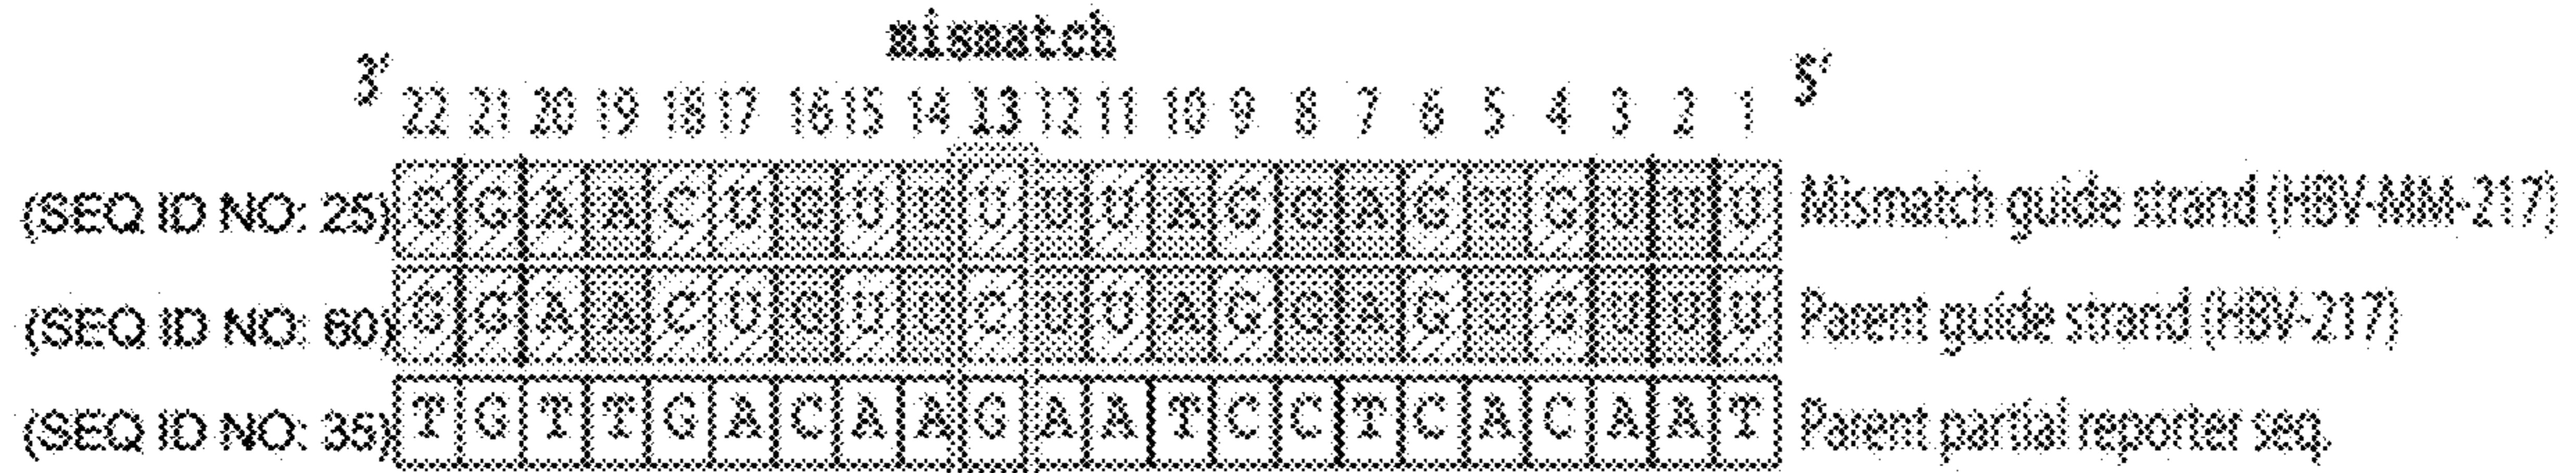 mismatch
3' 22 21 20 19 18 17 16 15 14 13 12 11 10 9 8 7 6 5 4 3 2 1 5'
(SEQ ID NO: 25) G G A A C U G U U U U U A G G A G U G U U U Mismatch guide strand (HBV-MM-217)
(SEQ ID NO: 60) G G A A C U G U U C U U A G G A G U G U U U Parent guide strand (HBV-217)
(SEQ ID NO: 35) T G T T G A C A A G A A T C C T C A C A A T Parent partial reporter seq.